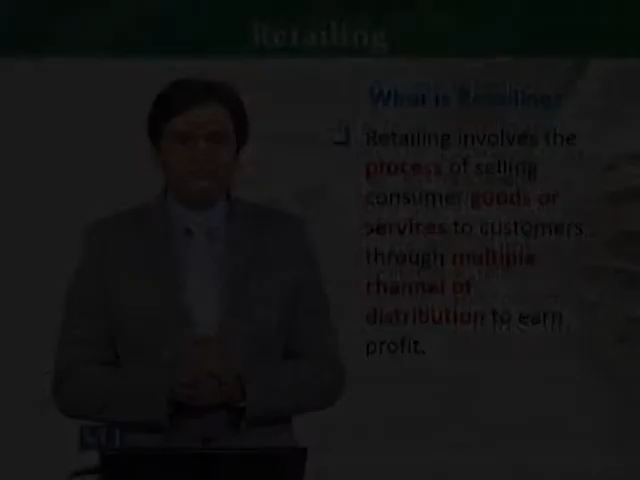 Retailing
What is Retailing?
Retailing involves the
process of selling
consumer goods or
services to customers
through multiple
channel of
distribution to earn
profit.